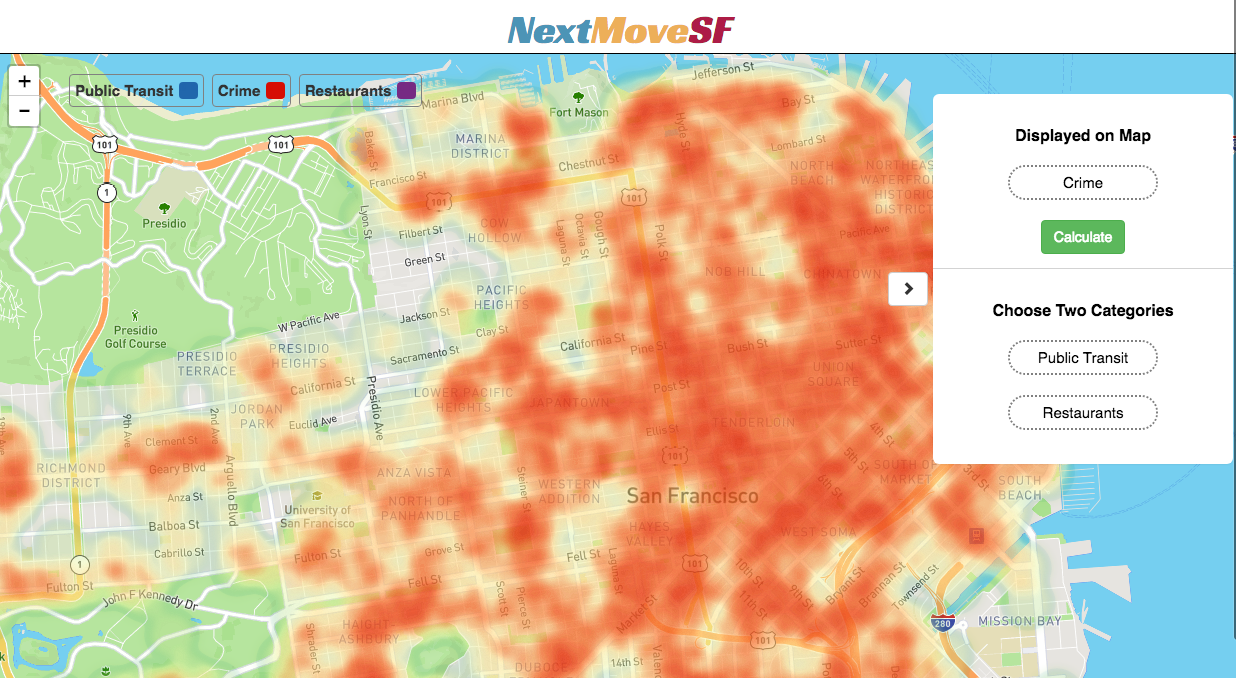 NextMoveSF
+
−
Public Transit
Crime
Restaurants
Displayed on Map
Crime
Calculate
Choose Two Categories
Public Transit
Restaurants
Jefferson St
Marina Blvd
Fort Mason
Bay St
Hyde St
Lombard St
101
101
Baker St
MARINA
DISTRICT
Chestnut St
NORTH
BEACH
NORTHEAS
WATERFRO
HISTORIC
DISTRICT
Francisco St
1
101
101
Presidio
Lyon St
COW
HOLLOW
Filbert St
Laguna St
Octavia St
Gough St
Polk St
Pacific Ave
Green St
NOB HILL
CHINATOWN
PACIFIC
HEIGHTS
Presidio
Golf Course
W Pacific Ave
Jackson St
Clay St
California St
Pine St
Bush St
Sutter St
PRESIDIO
TERRACE
PRESIDIO
HEIGHTS
Sacramento St
UNION
SQUARE
California St
Presidio Ave
LOWER PACIFIC
HEIGHTS
JAPANTOWN
Post St
JORDAN
PARK
Euclid Ave
Ellis St
TENDERLOIN
4th St
9th Ave
2nd Ave
Clement St
Geary Blvd
Arguello Blvd
RICHMOND
DISTRICT
ANZA VISTA
101
5th St
SOUTH OF
MARKET
3rd St
SOUTH
BEACH
6th St
Anza St
University of
San Francisco
NORTH OF
PANHANDLE
Steiner St
WESTERN
ADDITION
San Francisco
Balboa St
HAYES
VALLEY
WEST SOMA
Cabrillo St
Fulton St
Grove St
Fell St
Laguna St
101
10th St
9th St
11th St
Bryant St
Brannan St
Townsend St
1
Fulton St
John F Kennedy Dr
Fell St
Scott St
Pierce St
Market St
280
MISSION BAY
HAIGHT-
ASHBURY
Shrader St
101
DUBOCE
14th St